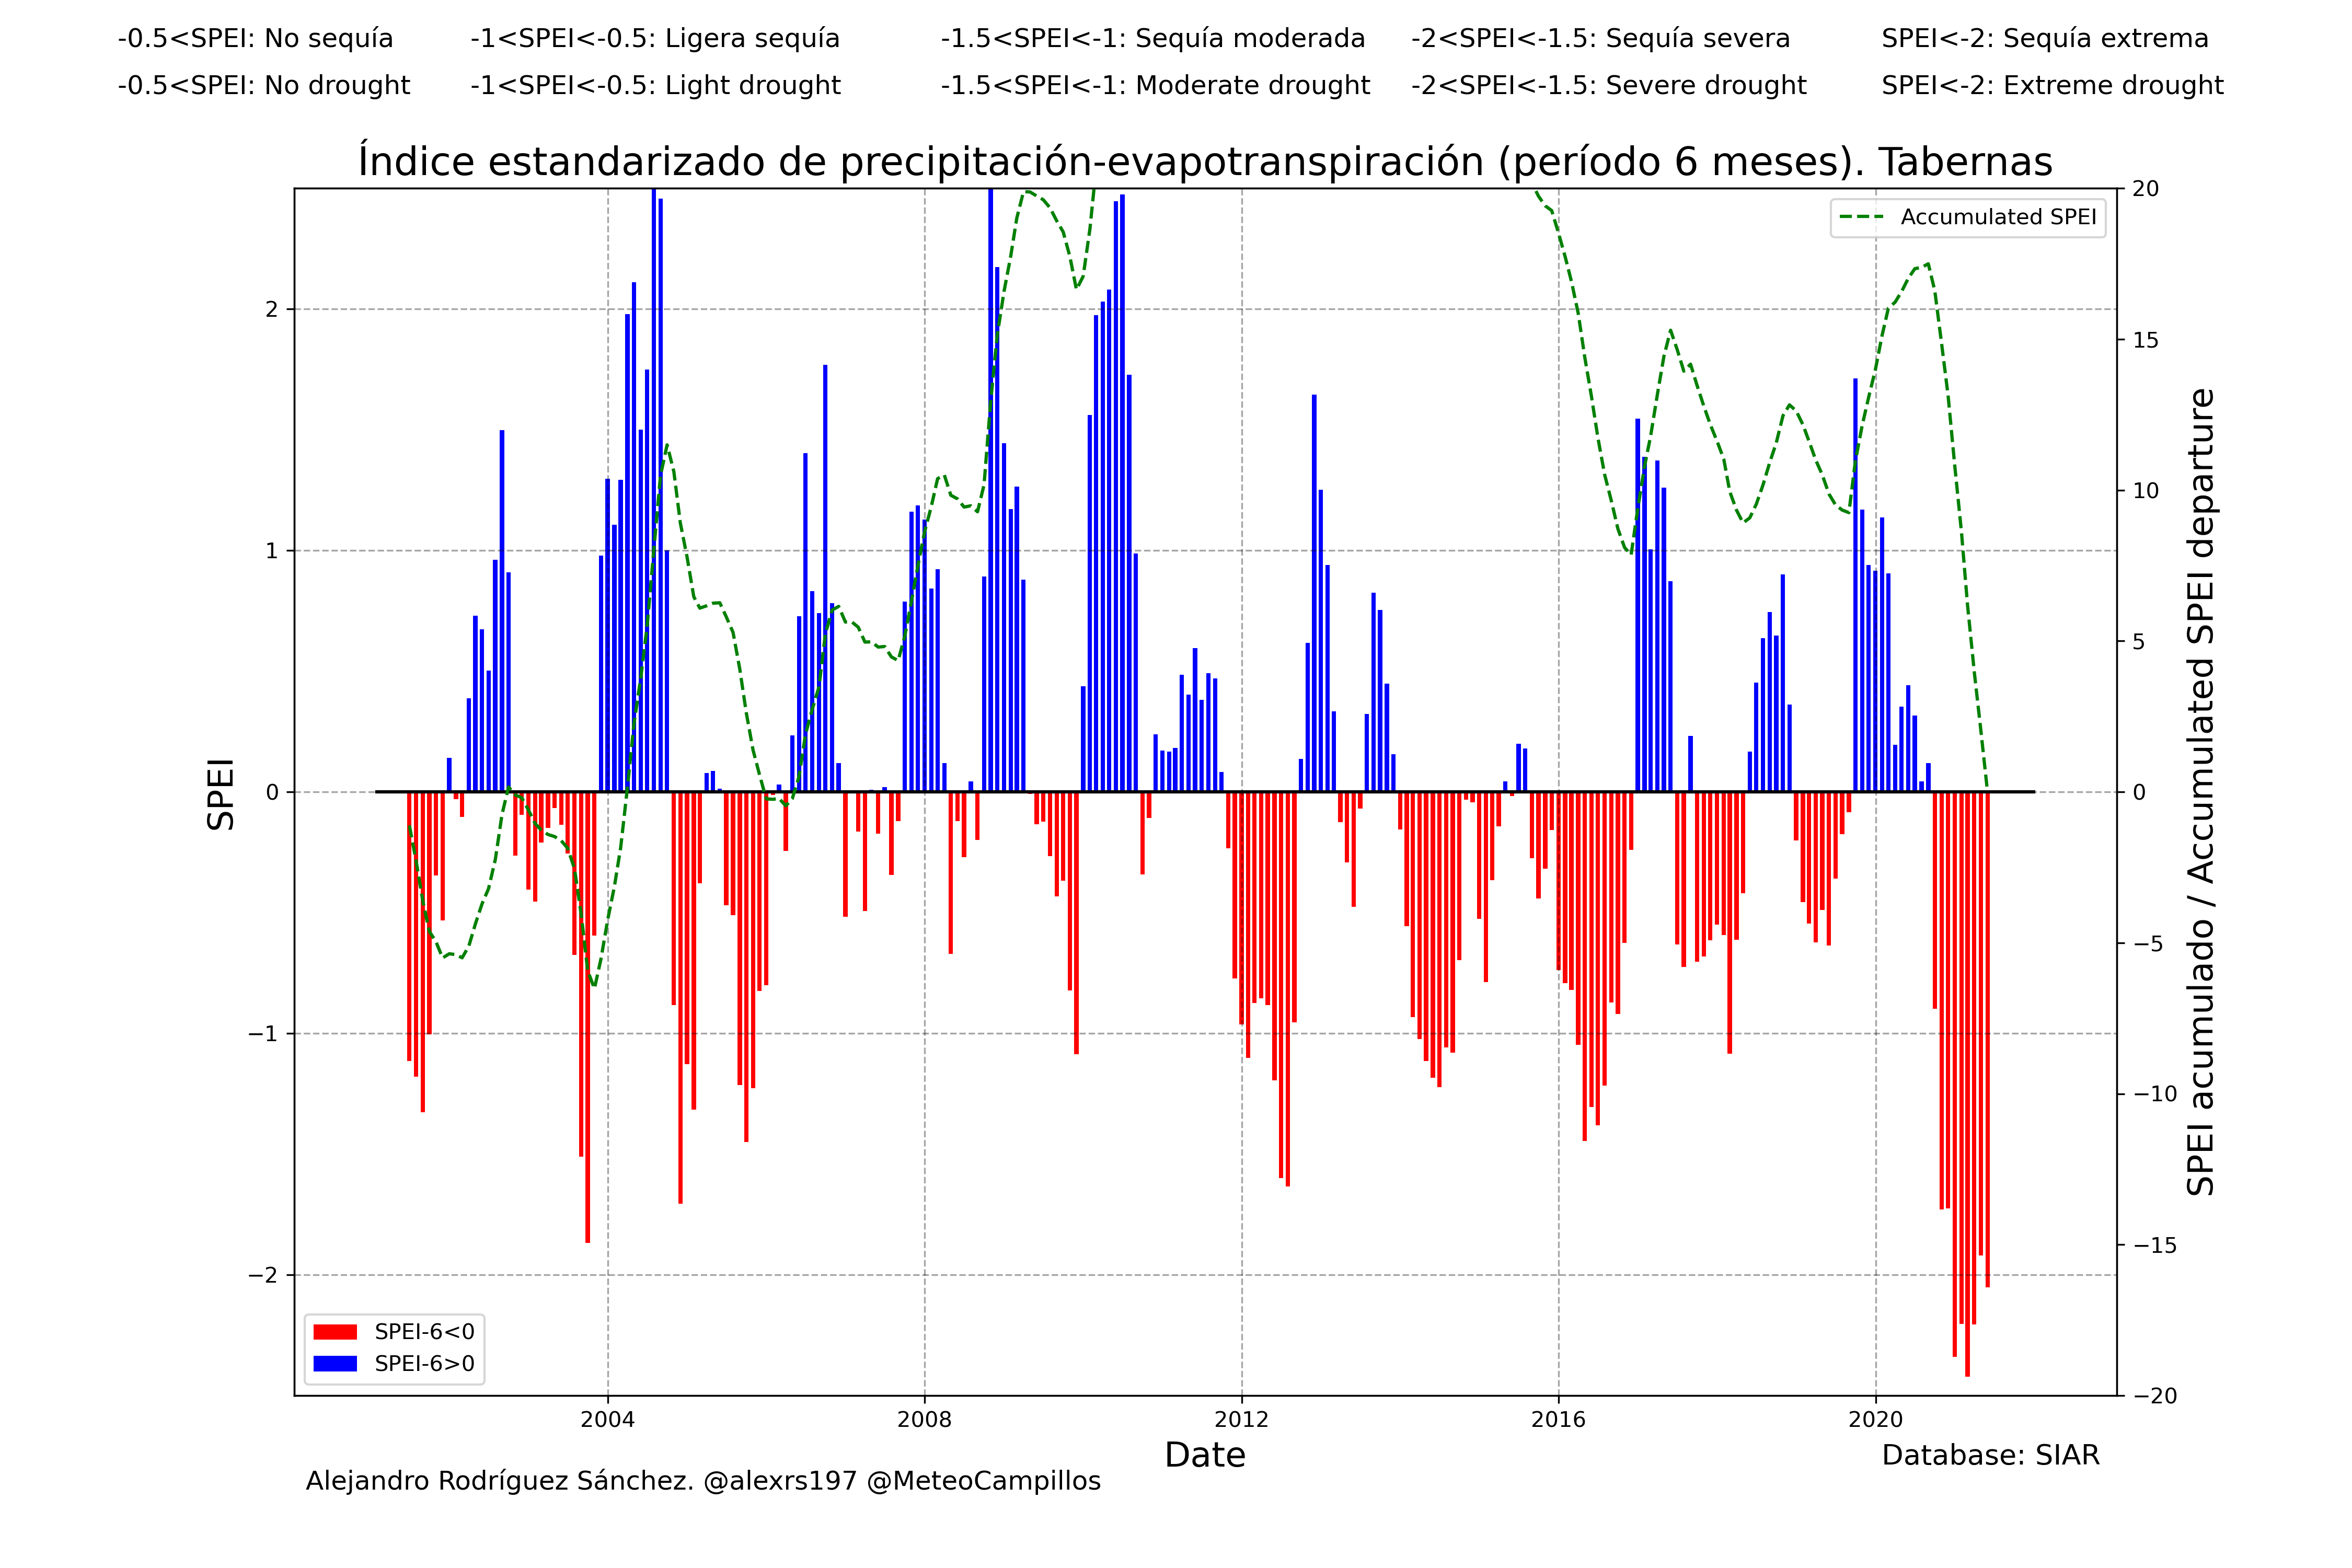 -0.5<SPEI: No sequía -1<SPEI<-0.5: Ligera sequía -1.5<SPEI<-1: Sequía moderada -2<SPEI<-1.5: Sequía severa SPEI<-2: Sequía extrema
-0.5<SPEI: No drought -1<SPEI<-0.5: Light drought -1.5<SPEI<-1: Moderate drought -2<SPEI<-1.5: Severe drought SPEI<-2: Extreme drought
Índice estandarizado de precipitación-evapotranspiración (período 6 meses). Tabernas
Accumulated SPEI
SPEI
2
1
0
−1
−2
20
15
10
5
0
−5
−10
−15
−20
SPEI acumulado / Accumulated SPEI departure
SPEI-6<0
SPEI-6>0
2004 2008 2012 2016 2020
Date
Database: SIAR
Alejandro Rodríguez Sánchez. @alexrs197 @MeteoCampillos